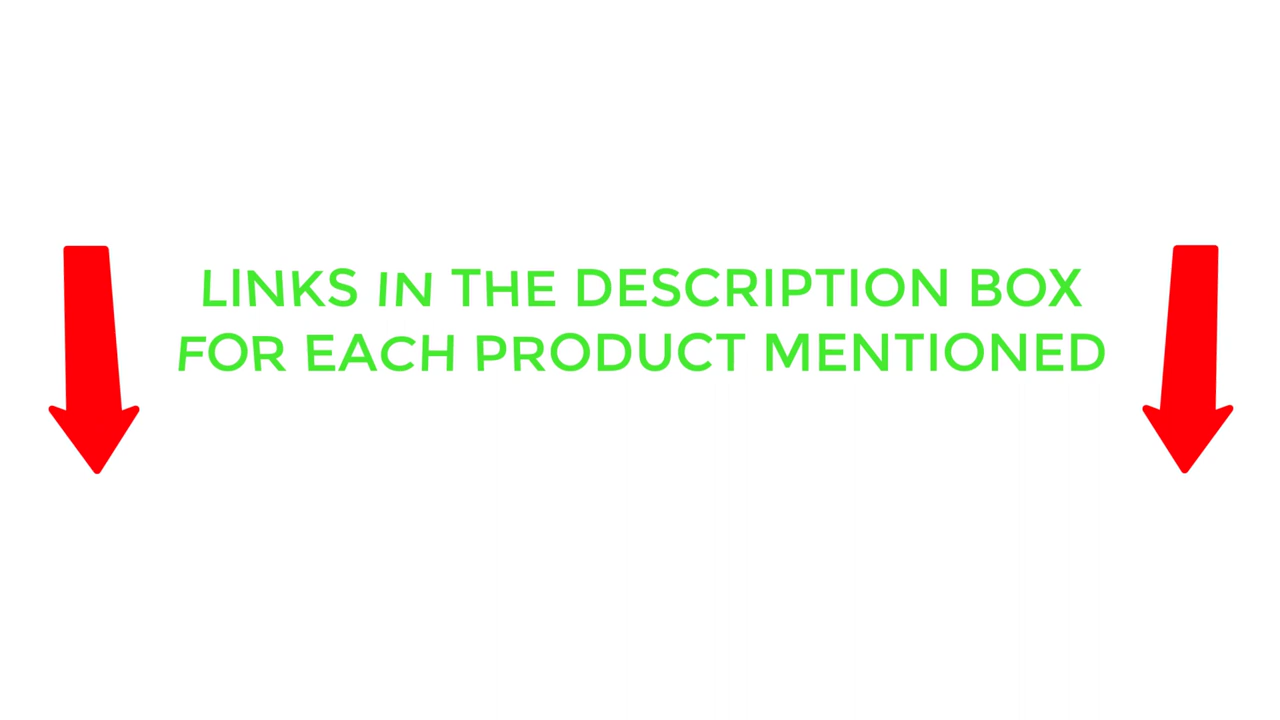 LINKS IN THE DESCRIPTION BOX
FOR EACH PRODUCT MENTIONED